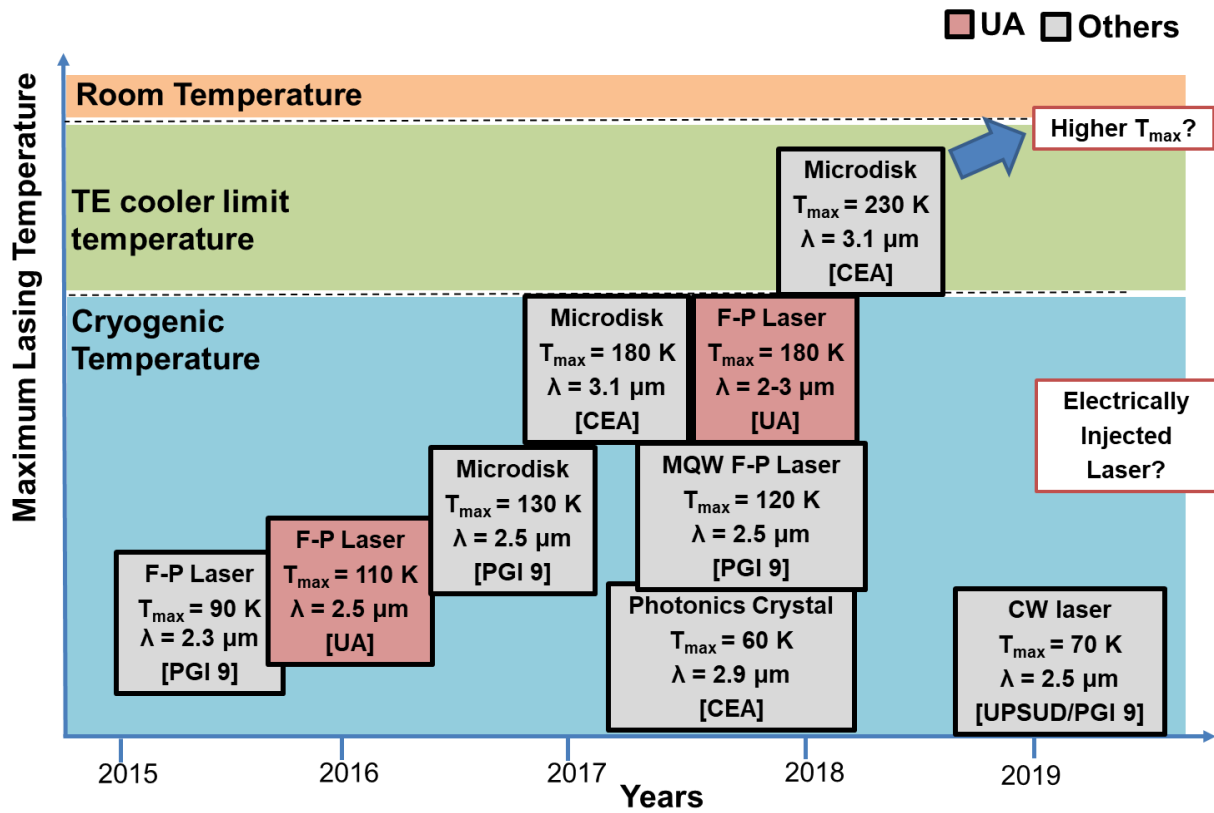 UA Others
Maximum Lasing Temperature
Room Temperature
Higher Tmax?
TE cooler limit
temperature
Microdisk
Tmax = 230 K
λ = 3.1 µm
[CEA]
Cryogenic
Temperature
Microdisk
Tmax = 180 K
λ = 3.1 µm
[CEA]
F-P Laser
Tmax = 180 K
λ = 2-3 µm
[UA]
Electrically
Injected
Laser?
Microdisk
Tmax = 130 K
λ = 2.5 µm
[PGI 9]
MQW F-P Laser
Tmax = 120 K
λ = 2.5 µm
[PGI 9]
F-P Laser
Tmax = 110 K
λ = 2.5 µm
[UA]
F-P Laser
Tmax = 90 K
λ = 2.3 µm
[PGI 9]
Photonics Crystal
Tmax = 60 K
λ = 2.9 µm
[CEA]
CW laser
Tmax = 70 K
λ = 2.5 µm
[UPSUD/PGI 9]
2015 2016 2017 2018 2019
Years